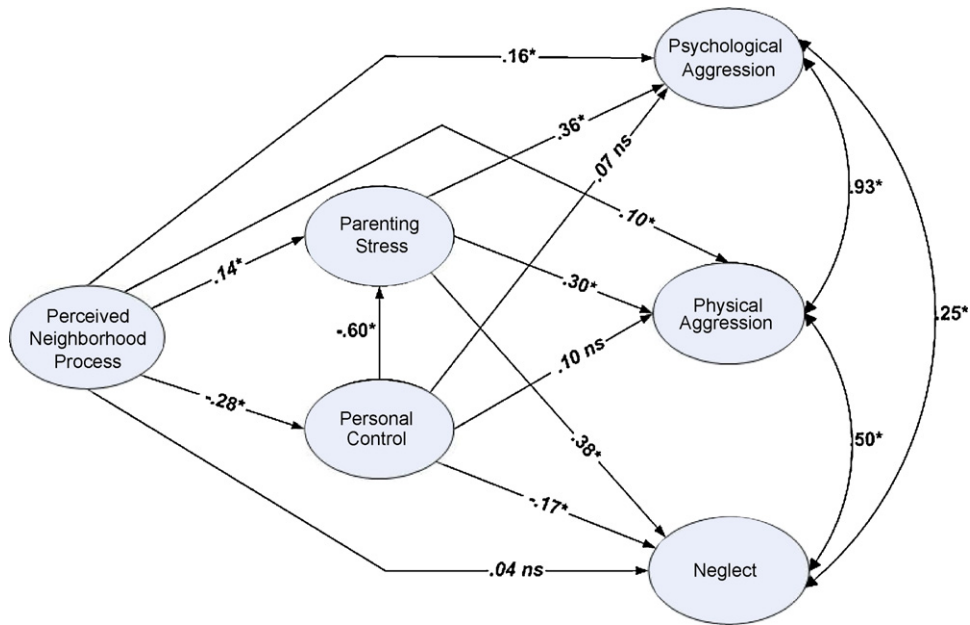 Psychological
Aggression
.16*
.36*
.07 ns
Parenting
Stress
.10*
.93*
.14*
.30*
Physical
Aggression
.25*
Perceived
Neighborhood
Process
-.60*
.10 ns
-.28*
Personal
Control
.38*
.50*
-.17*
.04 ns
Neglect